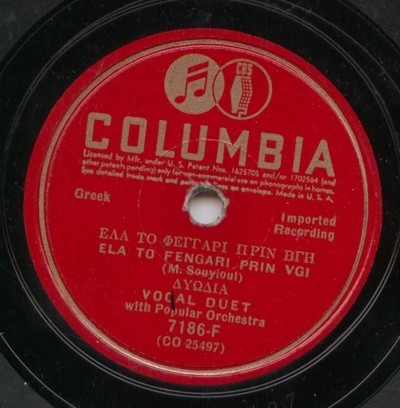 CBS
COLUMBIA
Licensed by Mfr. under U. S. Patent Nos. 1625705 and/or 1702564 (and
other patents pending) only for non-commercial use on phonographs in homes.
See detailed trade mark and patent notice on envelope. Made in U. S. A.
Greek
Imported
Recording
ΕΛΑ ΤΟ ΦΕΓΓΑΡΙ ΠΡΙΝ ΒΓΗ
ELA TO FENGARI PRIN VGI
(M. Souyioul)
ΔΥΩΔΙΑ
VOCAL DUET
with Popular Orchestra
7186-F
(CO 25497)